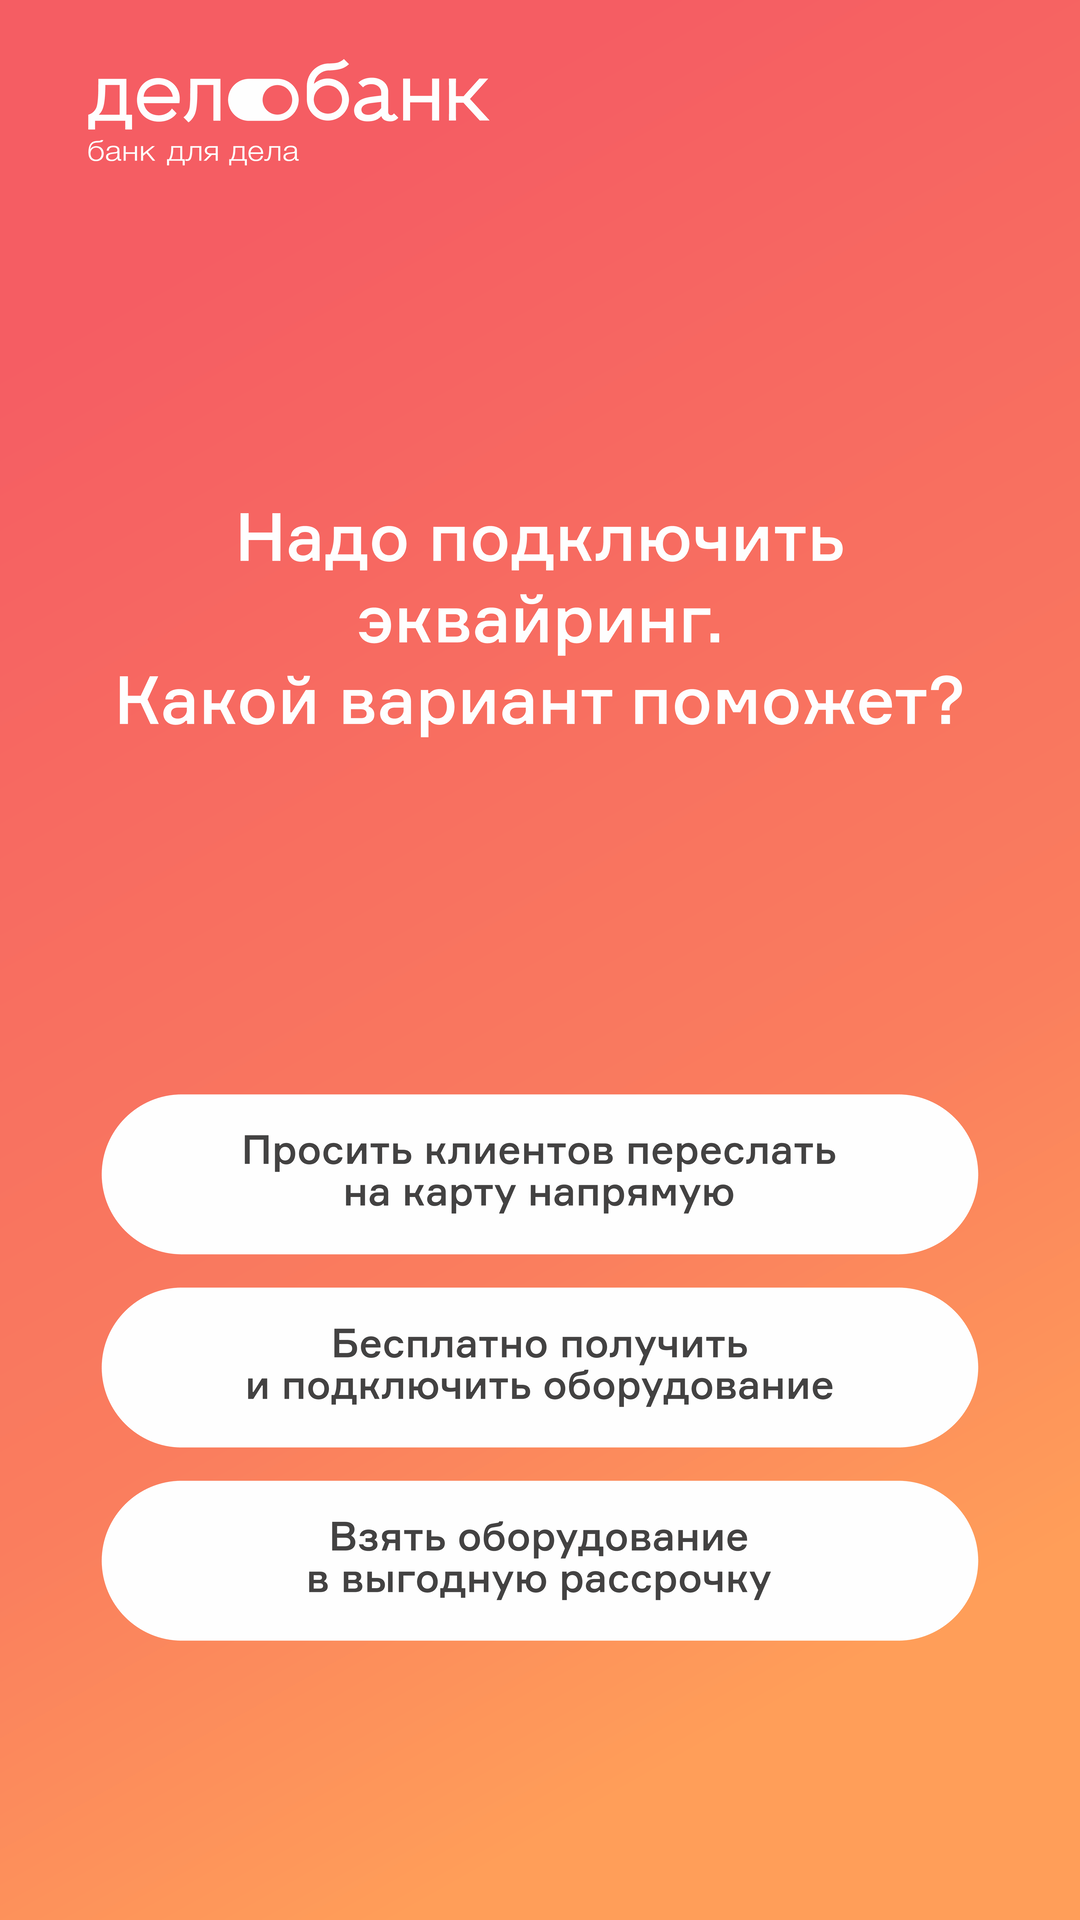 делобанк
банк для дела
Надо подключить
эквайринг.
Какой вариант поможет?
Просить клиентов переслать
на карту напрямую
Бесплатно получить
и подключить оборудование
Взять оборудование
в выгодную рассрочку